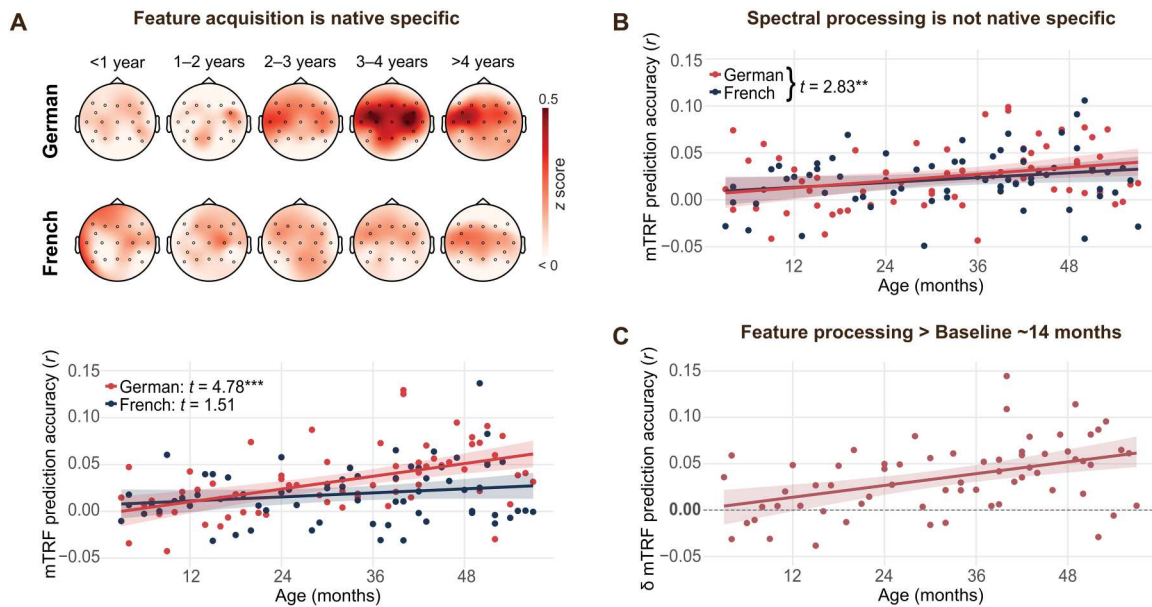 A
Feature acquisition is native specific
<1 year 1–2 years 2–3 years 3–4 years >4 years
German
French
0.5
z score
< 0
mTRF prediction accuracy (r)
0.15
0.10
0.05
0.00
−0.05
German: t = 4.78***
French: t = 1.51
12 24 36 48
Age (months)
B
Spectral processing is not native specific
mTRF prediction accuracy (r)
0.15
0.10
0.05
0.00
−0.05
German
French
t = 2.83**
12 24 36 48
Age (months)
C
Feature processing > Baseline ~14 months
δ mTRF prediction accuracy (r)
0.15
0.10
0.05
0.00
−0.05
12 24 36 48
Age (months)